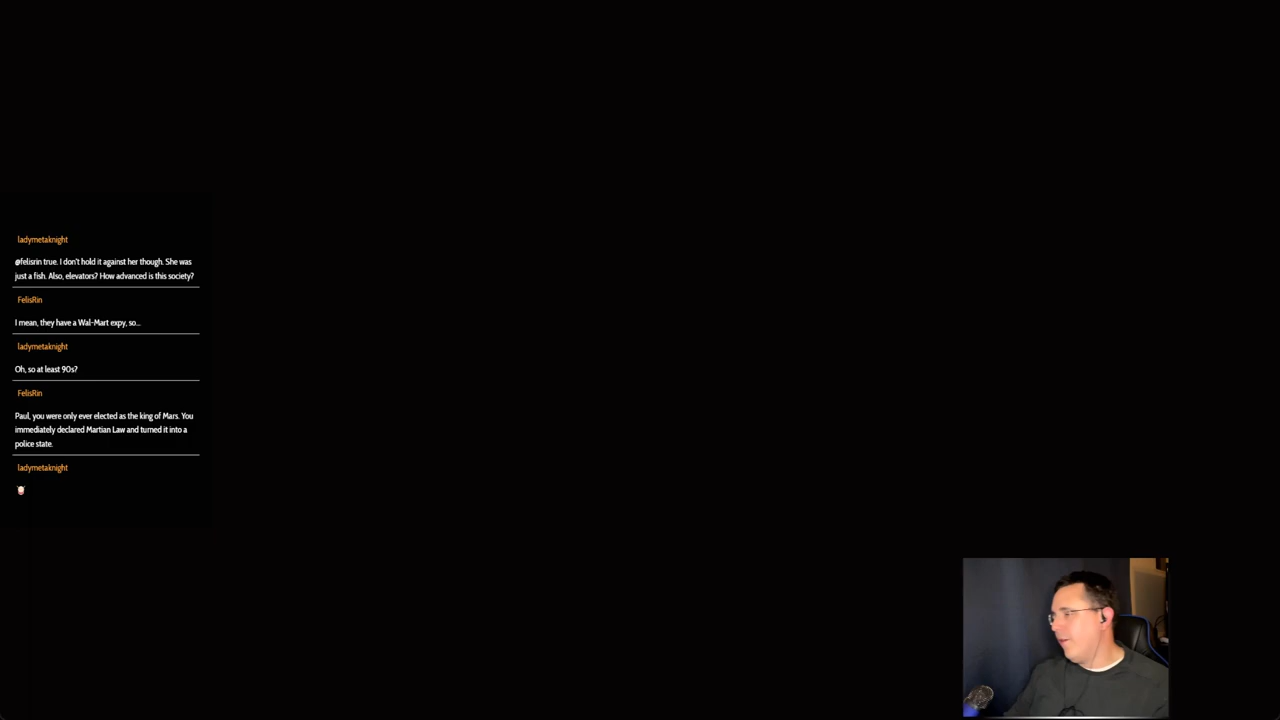 ladymetaknight
@felisrin true. I don't hold it against her though. She was
just a fish. Also, elevators? How advanced is this society?
FelisRin
I mean, they have a Wal-Mart expy, so...
ladymetaknight
Oh, so at least 90s?
FelisRin
Paul, you were only ever elected as the king of Mars. You
immediately declared Martian Law and turned it into a
police state.
ladymetaknight